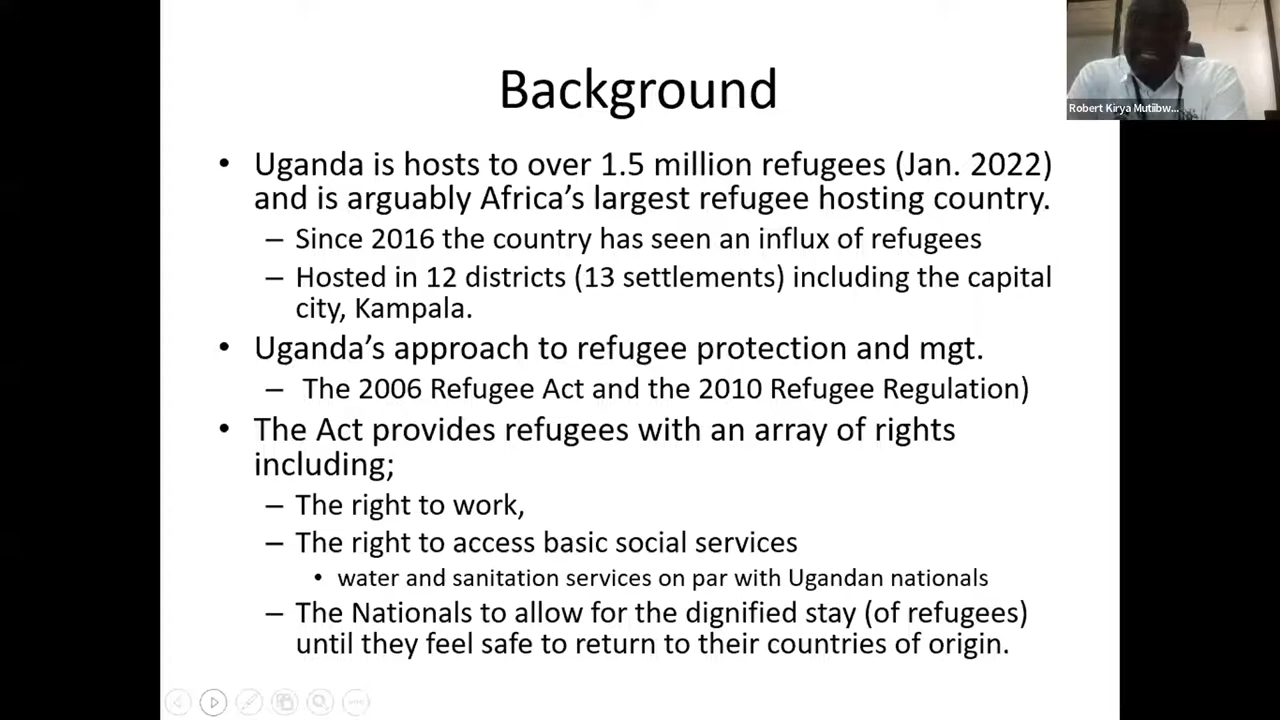 Background
• Uganda is hosts to over 1.5 million refugees (Jan. 2022)
and is arguably Africa's largest refugee hosting country.
– Since 2016 the country has seen an influx of refugees
– Hosted in 12 districts (13 settlements) including the capital
city, Kampala.
• Uganda's approach to refugee protection and mgt.
– The 2006 Refugee Act and the 2010 Refugee Regulation)
• The Act provides refugees with an array of rights
including;
– The right to work,
– The right to access basic social services
• water and sanitation services on par with Ugandan nationals
– The Nationals to allow for the dignified stay (of refugees)
until they feel safe to return to their countries of origin.
Robert Kirya Mutiibw...